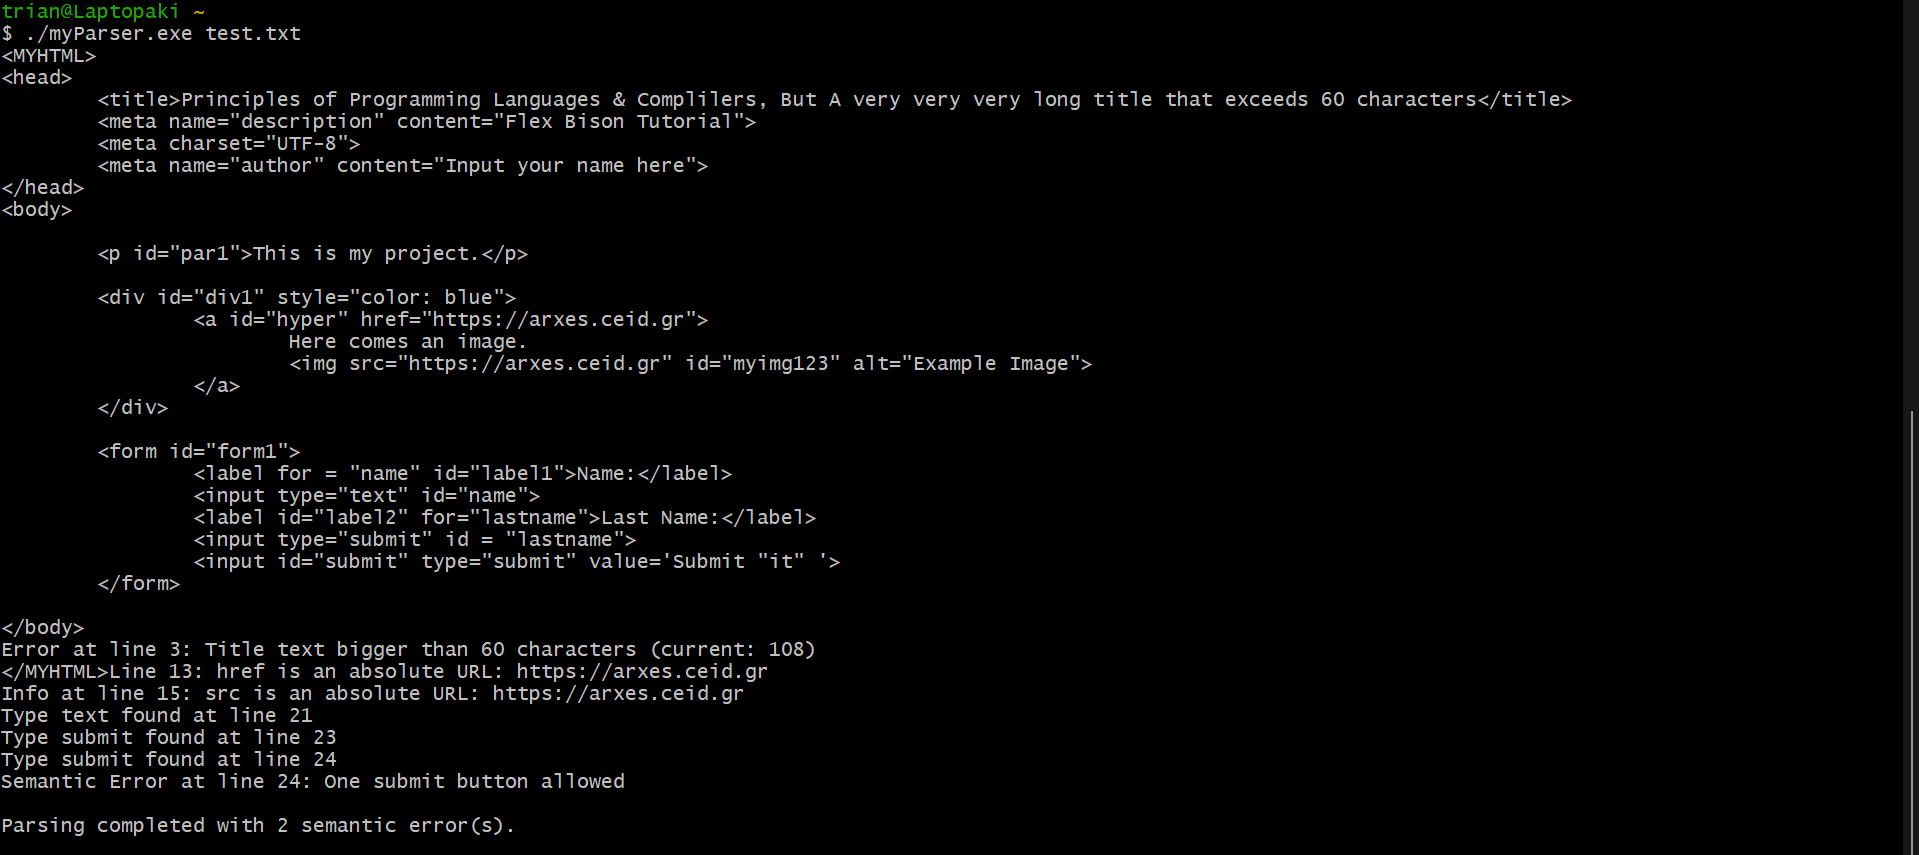 trian@Laptopaki ~
$ ./myParser.exe test.txt
<MYHTML>
<head>
        <title>Principles of Programming Languages & Complilers, But A very very very long title that exceeds 60 characters</title>
        <meta name="description" content="Flex Bison Tutorial">
        <meta charset="UTF-8">
        <meta name="author" content="Input your name here">
</head>
<body>

        <p id="par1">This is my project.</p>

        <div id="div1" style="color: blue">
                <a id="hyper" href="https://arxes.ceid.gr">
                        Here comes an image.
                        <img src="https://arxes.ceid.gr" id="myimg123" alt="Example Image">
                </a>
        </div>

        <form id="form1">
                <label for = "name" id="label1">Name:</label>
                <input type="text" id="name">
                <label id="label2" for="lastname">Last Name:</label>
                <input type="submit" id = "lastname">
                <input id="submit" type="submit" value='Submit "it" '>
        </form>

</body>
Error at line 3: Title text bigger than 60 characters (current: 108)
</MYHTML>Line 13: href is an absolute URL: https://arxes.ceid.gr
Info at line 15: src is an absolute URL: https://arxes.ceid.gr
Type text found at line 21
Type submit found at line 23
Type submit found at line 24
Semantic Error at line 24: One submit button allowed

Parsing completed with 2 semantic error(s).